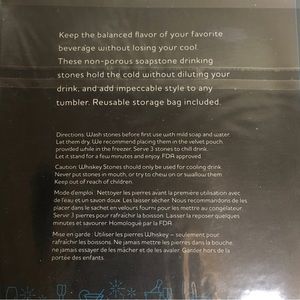 Keep the balanced flavor of your favorite
beverage without losing your cool.
These non-porous soapstone drinking
stones hold the cold without diluting your
drink, and add impeccable style to any
tumbler. Reusable storage bag included.
Directions: Wash stones before first use with mild soap and water.
Let them dry. We recommend placing them in the velvet pouch
provided while in the freezer. Serve 3 stones to chill drink.
Let it stand for a few minutes and enjoy. FDR approved.
Caution: Whiskey Stones should only be used for cooling drink.
Never put stones in mouth, or try to chew on or swallow them.
Keep out of reach of children.
Mode d'emploi : Nettoyer les pierres avant la première utilisation avec
de l'eau et un savon doux. Les laisser sécher. Nous recommandons de les
placer dans le sachet en velours fourni pour les mettre au congélateur.
Servir 3 pierres pour rafraîchir la boisson. Laisser la reposer quelques
minutes et savourer. Homologué par la FDR
Mise en garde : Utiliser les pierres Whiskey – seulement pour
rafraîchir les boissons. Ne jamais mettre les pierres dans la bouche,
ne jamais essayer de les mâcher et de les avaler. Garder hors de la
portée des enfants.